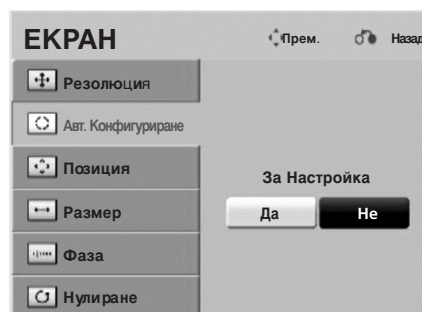 ЕКРАН
Прем.
Назад
Резолюция
Авт. Конфигуриране
Позиция
Размер
Фаза
Нулиране
За Настройка
Да
Не